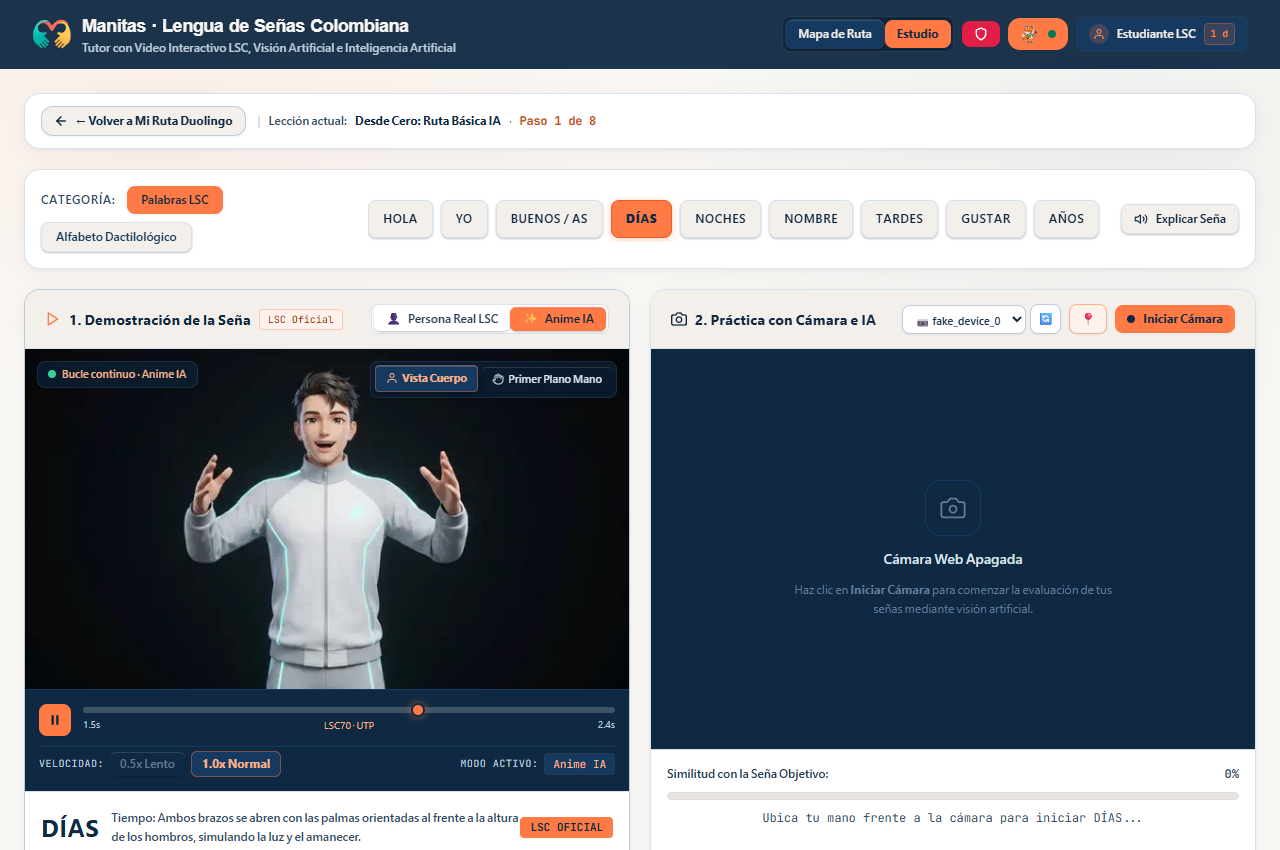 Manitas · Lengua de Señas Colombiana
Tutor con Video Interactivo LSC, Visión Artificial e Inteligencia Artificial
Mapa de Ruta
Estudio
Estudiante LSC
1 d
← Volver a Mi Ruta Duolingo
| Lección actual: Desde Cero: Ruta Básica IA · Paso 1 de 8
CATEGORÍA:
Palabras LSC
Alfabeto Dactilológico
HOLA
YO
BUENOS / AS
DÍAS
NOCHES
NOMBRE
TARDES
GUSTAR
AÑOS
Explicar Seña
1. Demostración de la Seña
LSC Oficial
Persona Real LSC
Anime IA
Bucle continuo · Anime IA
Vista Cuerpo
Primer Plano Mano
1.5s
LSC70 · UTP
2.4s
VELOCIDAD:
0.5x Lento
1.0x Normal
MODO ACTIVO:
Anime IA
DÍAS
Tiempo: Ambos brazos se abren con las palmas orientadas al frente a la altura
de los hombros, simulando la luz y el amanecer.
LSC OFICIAL
2. Práctica con Cámara e IA
fake_device_0
Iniciar Cámara
Cámara Web Apagada
Haz clic en Iniciar Cámara para comenzar la evaluación de tus
señas mediante visión artificial.
Similitud con la Seña Objetivo:
0%
Ubica tu mano frente a la cámara para iniciar DÍAS...